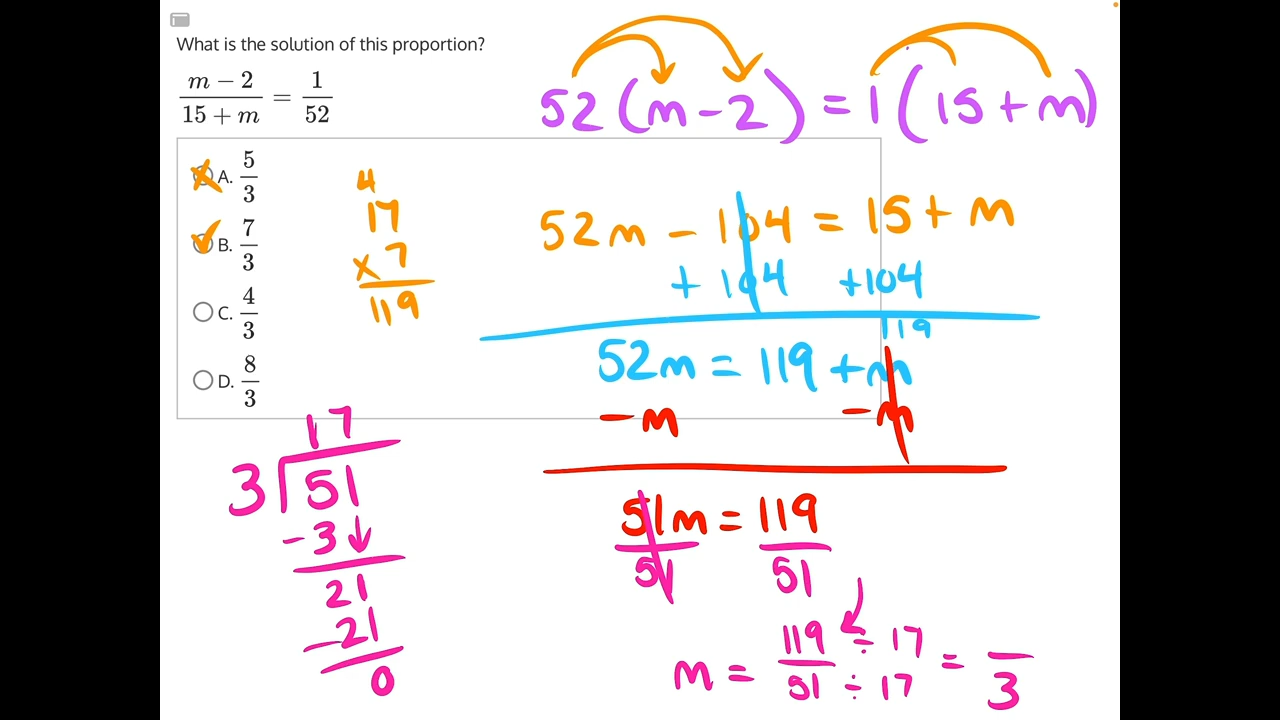 What is the solution of this proportion?
m − 2 / 15 + m = 1 / 52
A. 5/3
B. 7/3
C. 4/3
D. 8/3
4
17
× 7
119
17
3 51
−3
21
−21
0
52(m−2) = 1(15+m)
52m − 104 = 15 + m
+ 104 +104
119
52m = 119 + m
−m −m
51m = 119
51 51
m = 119 ÷ 17 / 51 ÷ 17 = / 3